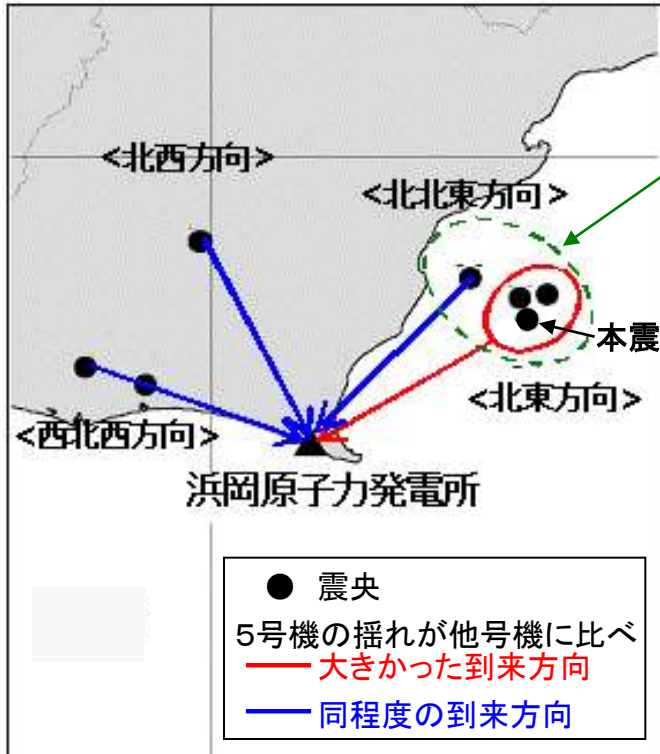 <北西方向>
<北北東方向>
本震
<北東方向>
<西北西方向>
浜岡原子力発電所
● 震央
5号機の揺れが他号機に比べ
大きかった到来方向
同程度の到来方向